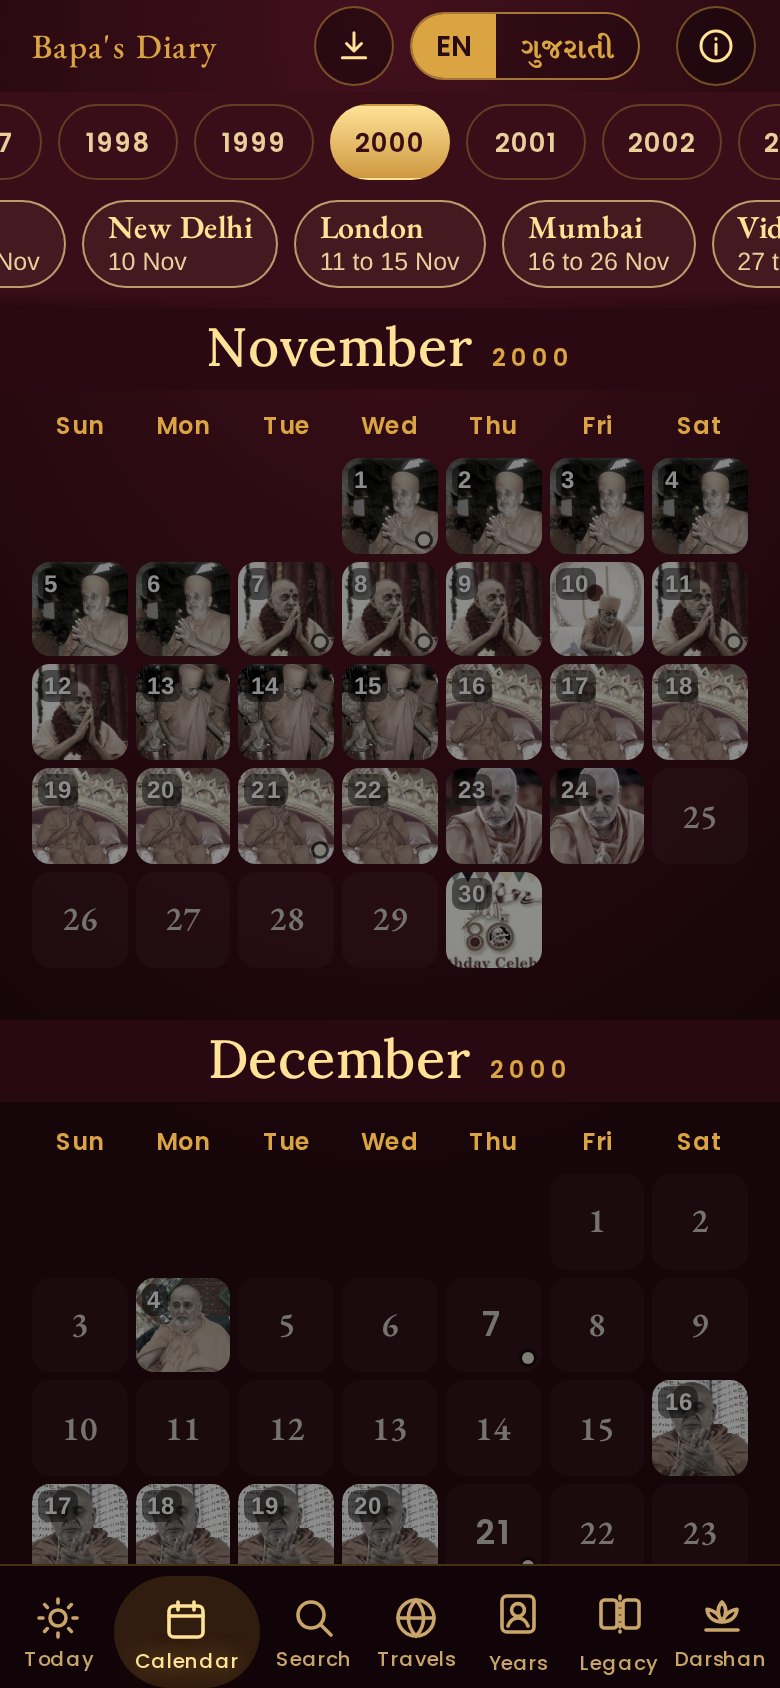 Bapa's Diary
EN ગુજરાતી
7 1998 1999 2000 2001 2002 2
New Delhi London Mumbai Vid
Nov 10 Nov 11 to 15 Nov 16 to 26 Nov 27 t
November 2000
Sun Mon Tue Wed Thu Fri Sat
1 2 3 4
5 6 7 8 9 10 11
12 13 14 15 16 17 18
19 20 21 22 23 24 25
26 27 28 29 30
80
hday Celeb
December 2000
Sun Mon Tue Wed Thu Fri Sat
1 2
3 4 5 6 7 8 9
10 11 12 13 14 15 16
17 18 19 20 21 22 23
Today Calendar Search Travels Years Legacy Darshan